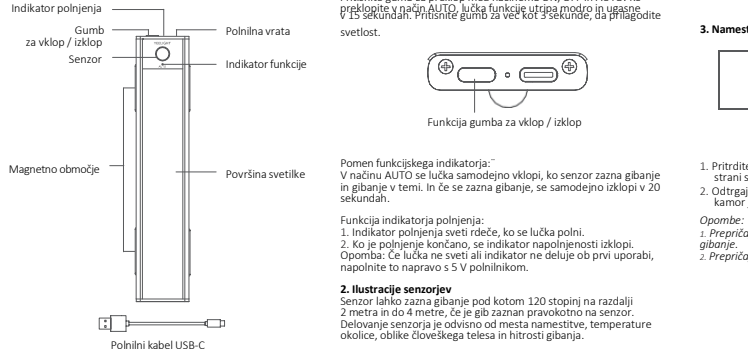 Indikator polnjenja
Gumb
za vklop / izklop
Senzor
Magnetno območje
Polnilna vrata
Indikator funkcije
Površina svetilke
Polnilni kabel USB-C
preklopite v način AUTO, lučka funkcije utripa modro in ugasne
v 15 sekundah. Pritisnite gumb za več kot 3 sekunde, da prilagodite
svetlost.
Funkcija gumba za vklop / izklop
Pomen funkcijskega indikatorja:¨
V načinu AUTO se lučka samodejno vklopi, ko senzor zazna gibanje
in gibanje v temi. In če se zazna gibanje, se samodejno izklopi v 20
sekundah.
Funkcija indikatorja polnjenja:
1. Indikator polnjenja sveti rdeče, ko se lučka polni.
2. Ko je polnjenje končano, se indikator napolnjenosti izklopi.
Opomba: Če lučka ne sveti ali indikator ne deluje ob prvi uporabi,
napolnite to napravo s 5 V polnilnikom.
2. Ilustracije senzorjev
Senzor lahko zazna gibanje pod kotom 120 stopinj na razdalji
2 metra in do 4 metre, če je gib zaznan pravokotno na senzor.
Delovanje senzorja je odvisno od mesta namestitve, temperature
okolice, oblike človeškega telesa in hitrosti gibanja.
3. Namest
1. Pritrdite
strani s
2. Odtrgaj
kamor
Opombe:
1. Prepriča
gibanje.
2. Prepriča